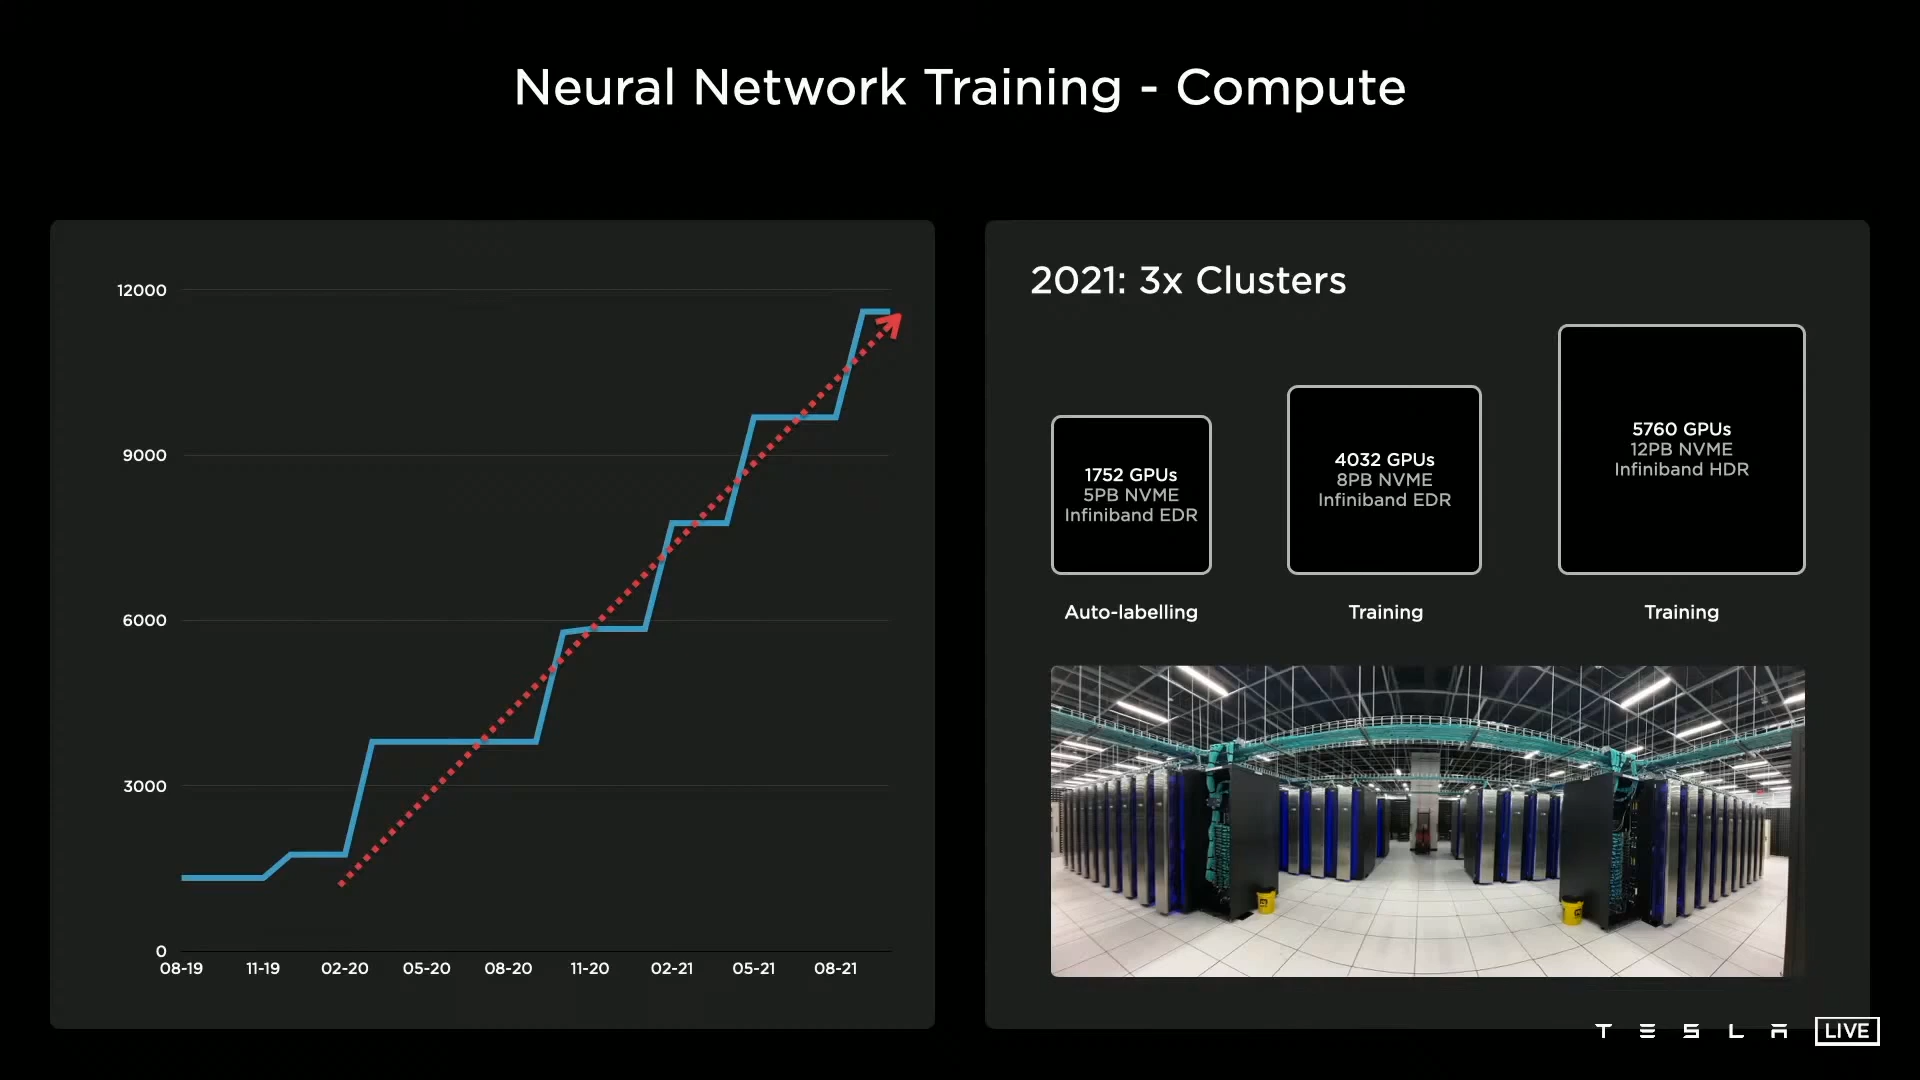 Neural Network Training - Compute
12000
9000
6000
3000
0
08-19 11-19 02-20 05-20 08-20 11-20 02-21 05-21 08-21
2021: 3x Clusters
1752 GPUs
5PB NVME
Infiniband EDR
Auto-labelling
4032 GPUs
8PB NVME
Infiniband EDR
Training
5760 GPUs
12PB NVME
Infiniband HDR
Training
TESLA LIVE